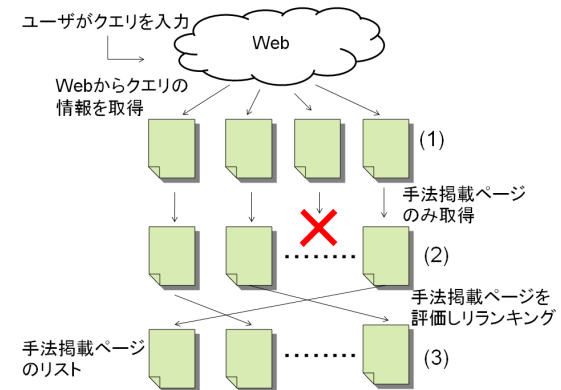 ユーザがクエリを入力
Web
Webからクエリの
情報を取得
(1)
手法掲載ページ
のみ取得
(2)
手法掲載ページを
評価しリランキング
手法掲載ページ
のリスト
(3)